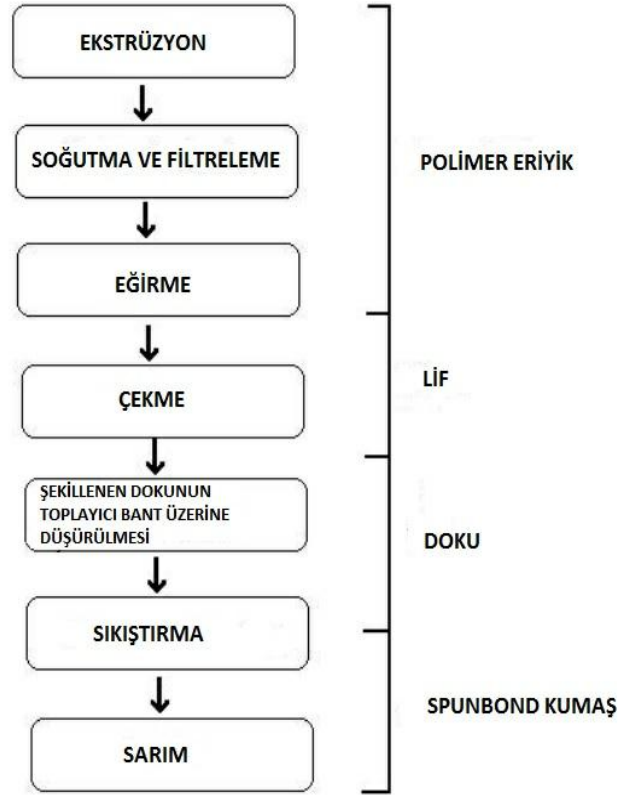 EKSTRÜZYON
SOĞUTMA VE FİLTRELEME
POLİMER ERİYİK
EĞİRME
LİF
ÇEKME
ŞEKİLLENEN DOKUNUN
TOPLAYICI BANT ÜZERİNE
DÜŞÜRÜLMESİ
DOKU
SIKIŞTIRMA
SPUNBOND KUMAŞ
SARIM